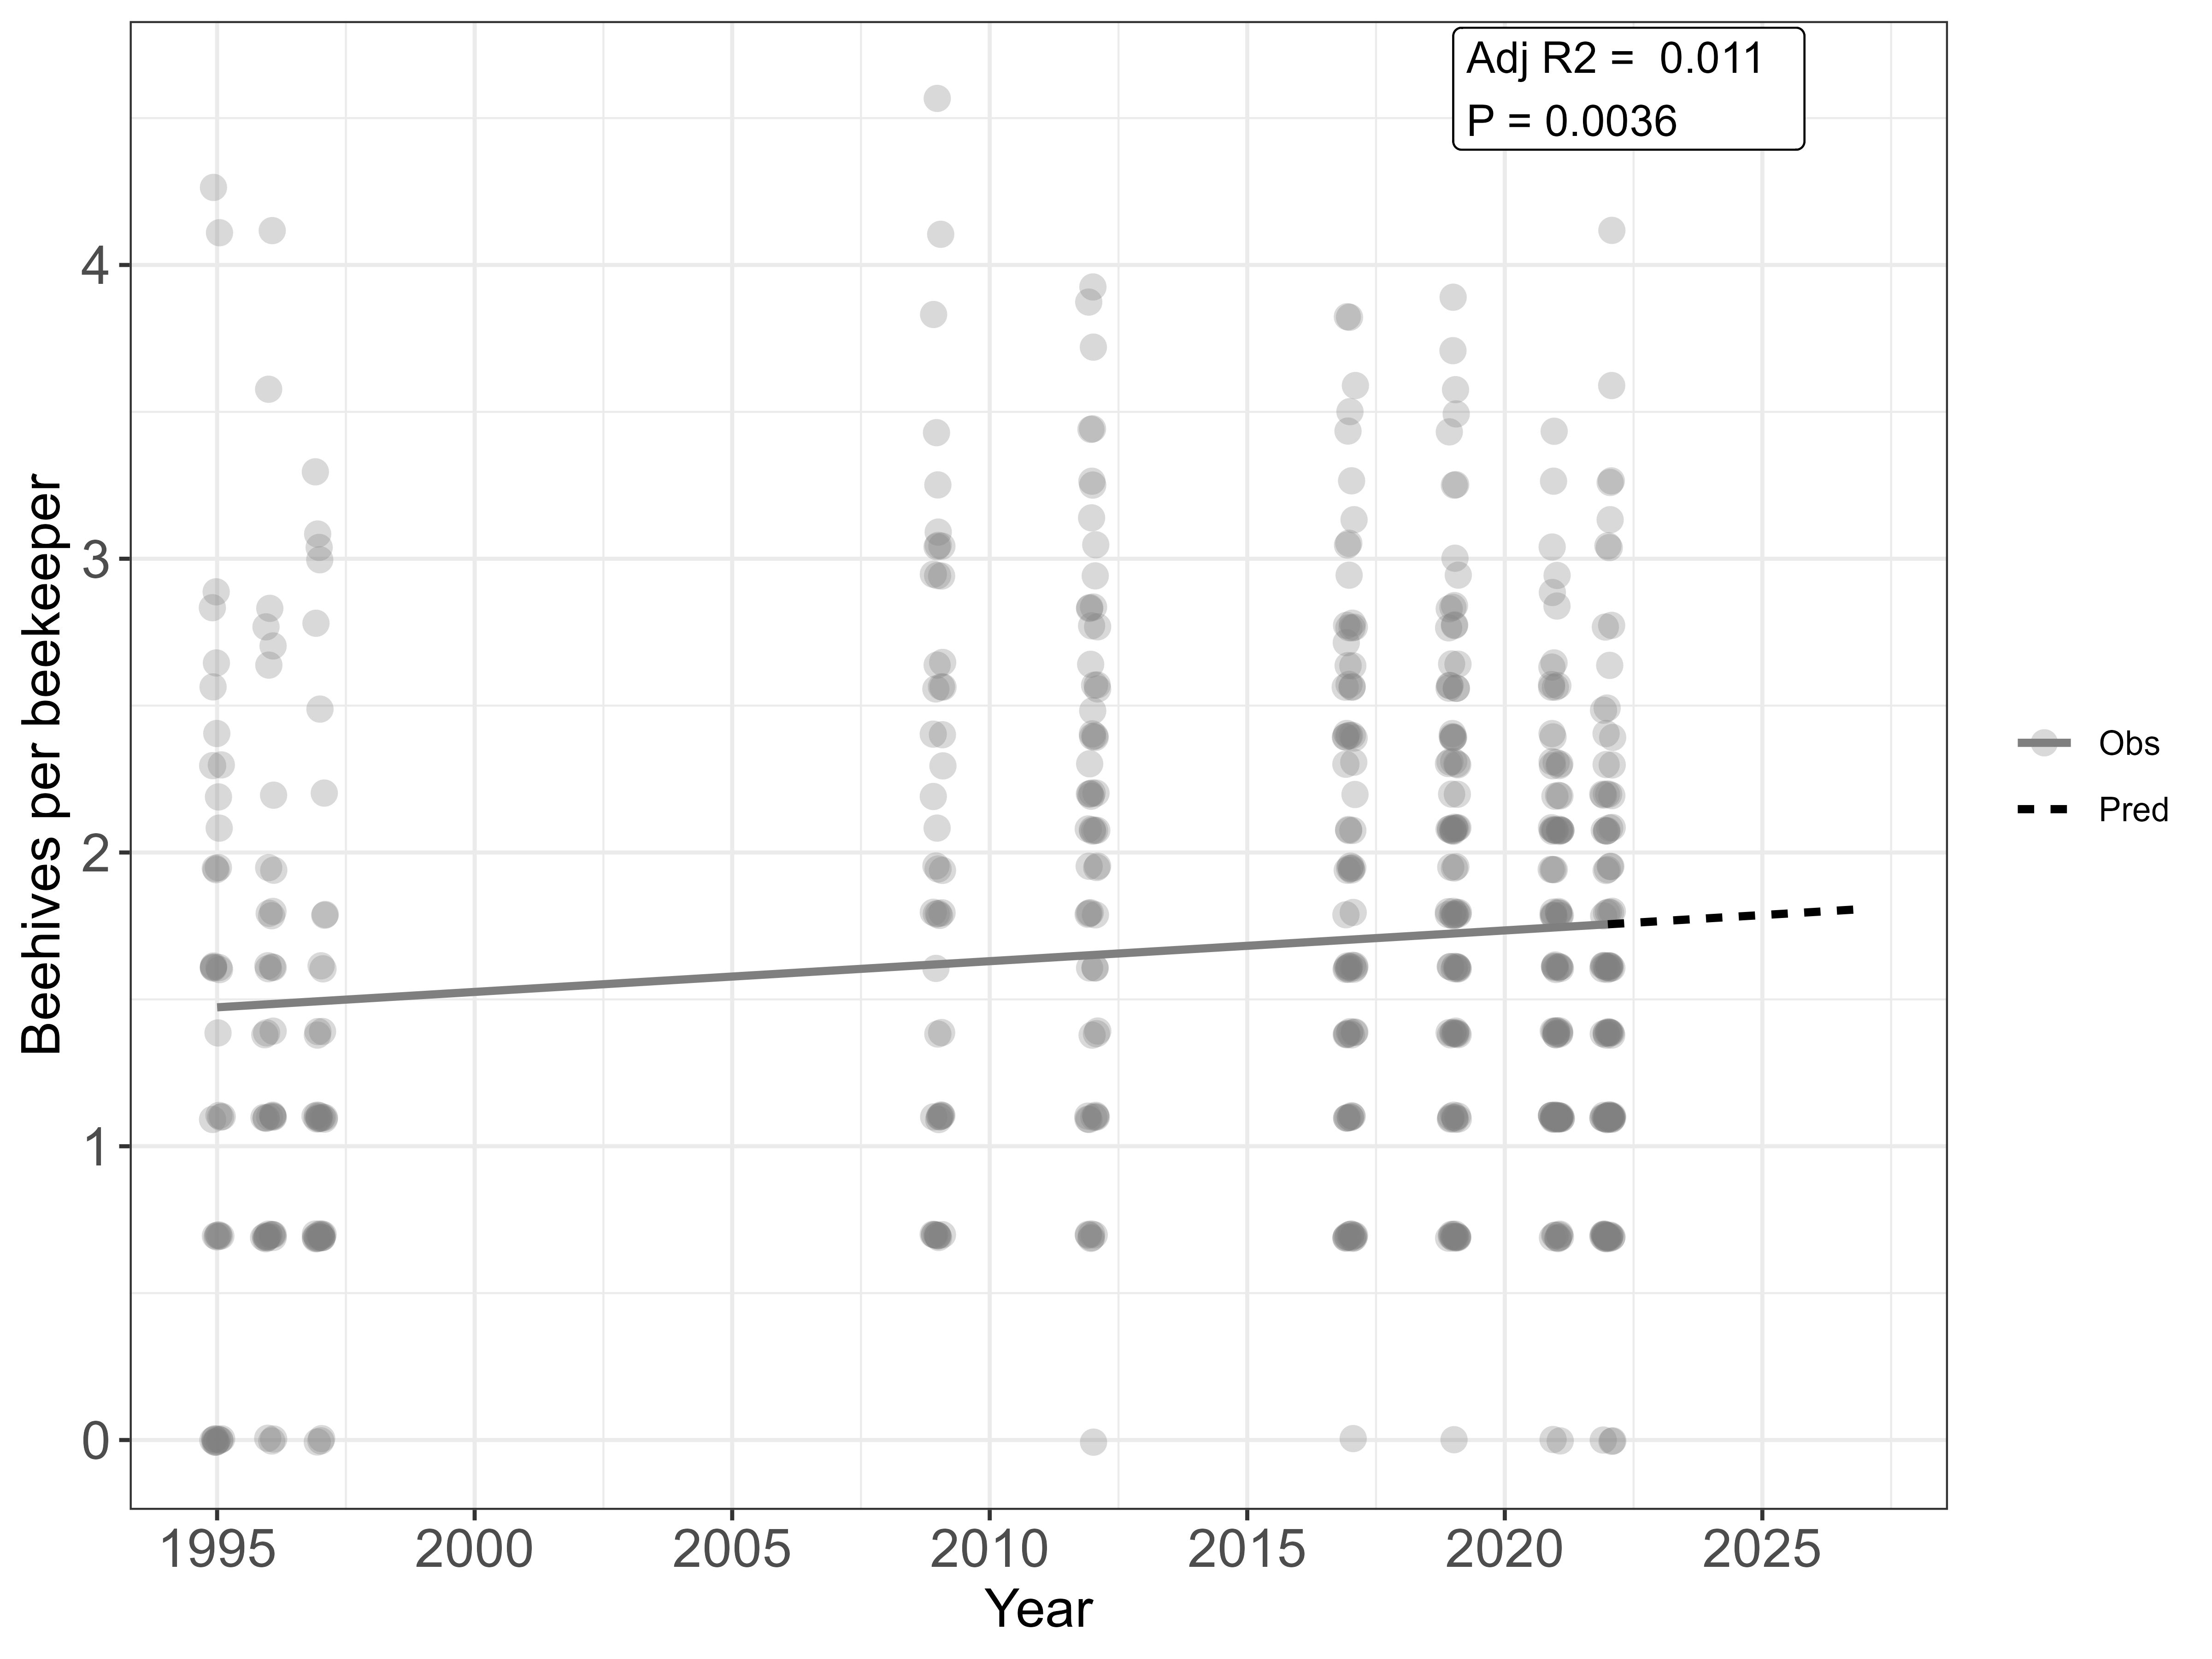 Adj R2 =  0.011
P = 0.0036
Beehives per beekeeper
4
3
2
1
0
1995 2000 2005 2010 2015 2020 2025
Year
Obs
Pred